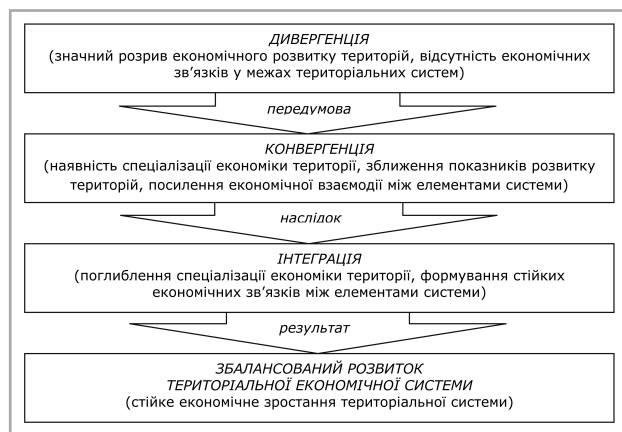 ДИВЕРГЕНЦІЯ
(значний розрив економічного розвитку територій, відсутність економічних
зв’язків у межах територіальних систем)
передумова
КОНВЕРГЕНЦІЯ
(наявність спеціалізації економіки території, зближення показників розвитку
територій, посилення економічної взаємодії між елементами системи)
наслідок
ІНТЕГРАЦІЯ
(поглиблення спеціалізації економіки території, формування стійких
економічних зв’язків між елементами системи)
результат
ЗБАЛАНСОВАНИЙ РОЗВИТОК
ТЕРИТОРІАЛЬНОЇ ЕКОНОМІЧНОЇ СИСТЕМИ
(стійке економічне зростання територіальної системи)